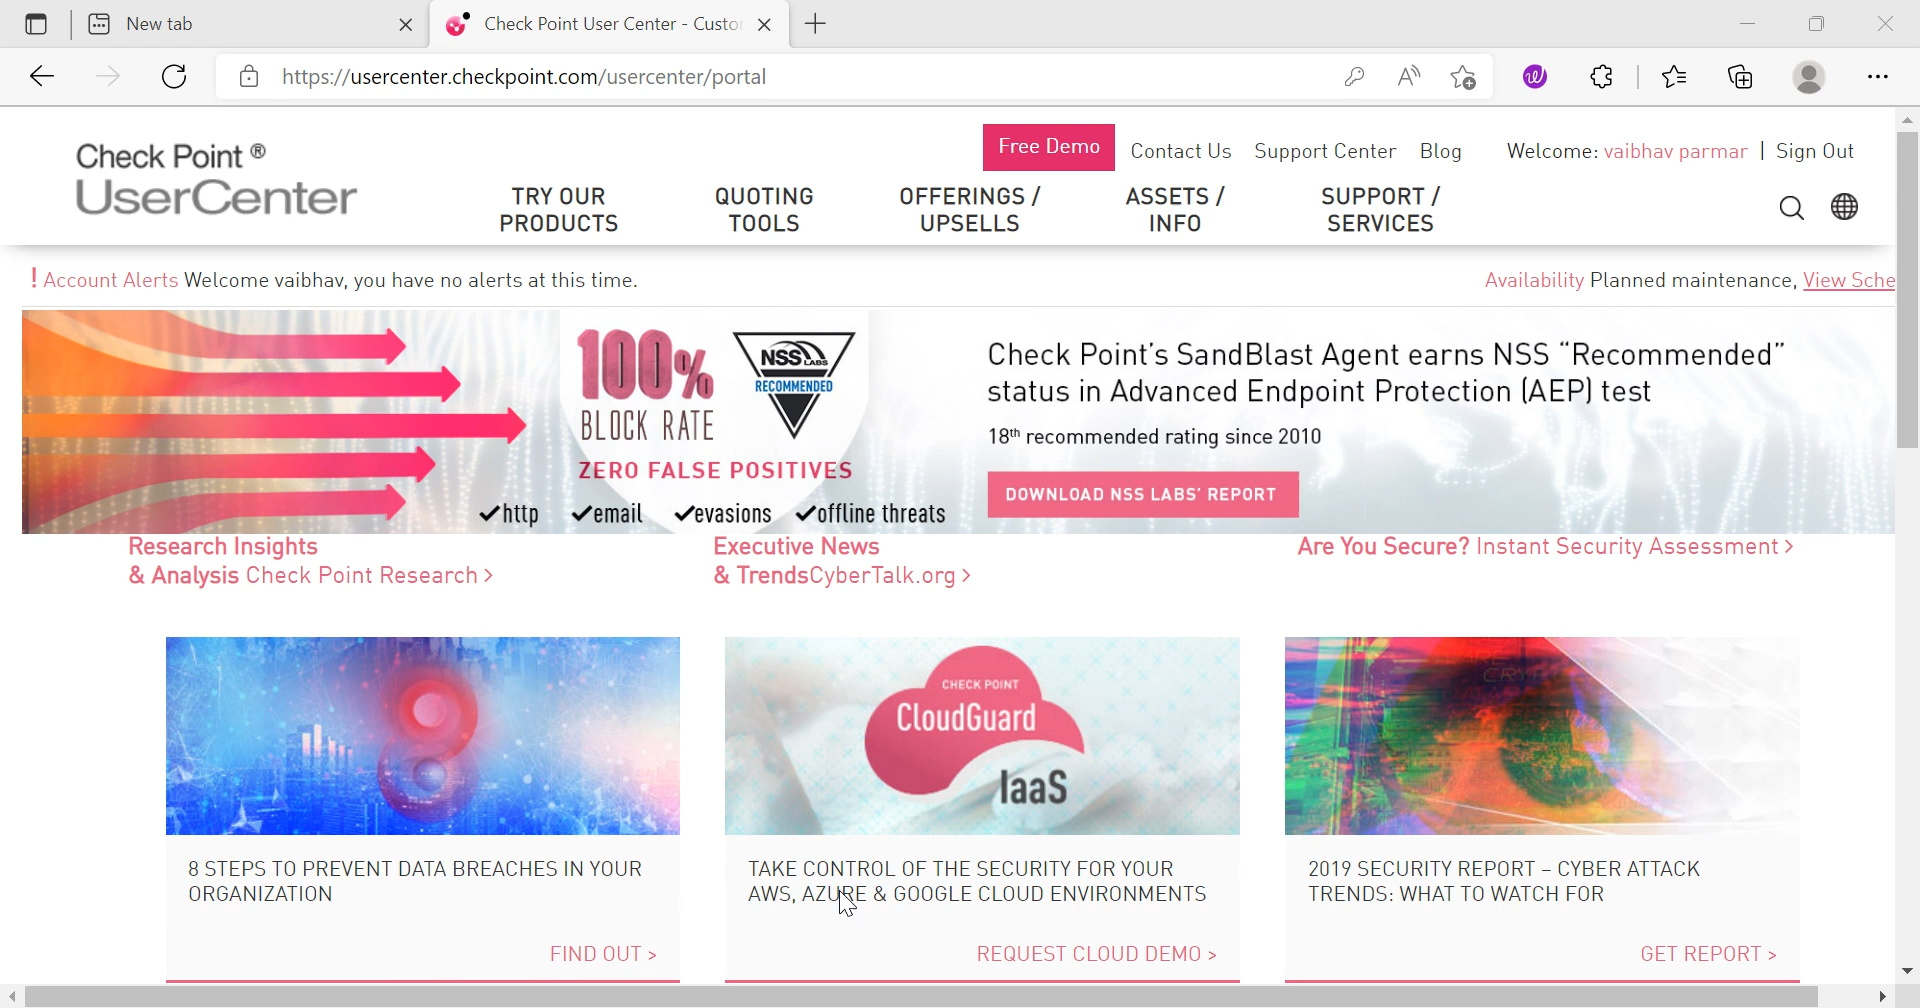 New tab
Check Point User Center - Custo
https://usercenter.checkpoint.com/usercenter/portal
Check Point ®
UserCenter
Free Demo
Contact Us
Support Center
Blog
Welcome: vaibhav parmar | Sign Out
TRY OUR
PRODUCTS
QUOTING
TOOLS
OFFERINGS /
UPSELLS
ASSETS /
INFO
SUPPORT /
SERVICES
! Account Alerts Welcome vaibhav, you have no alerts at this time.
Availability Planned maintenance, View Sche
100%
BLOCK RATE
NSS LABS
RECOMMENDED
ZERO FALSE POSITIVES
✓http ✓email ✓evasions ✓offline threats
Check Point's SandBlast Agent earns NSS “Recommended”
status in Advanced Endpoint Protection (AEP) test
18th recommended rating since 2010
DOWNLOAD NSS LABS' REPORT
Research Insights
& Analysis Check Point Research >
Executive News
& TrendsCyberTalk.org >
Are You Secure? Instant Security Assessment >
8
CHECK POINT
CloudGuard
IaaS
8 STEPS TO PREVENT DATA BREACHES IN YOUR
ORGANIZATION
FIND OUT >
TAKE CONTROL OF THE SECURITY FOR YOUR
AWS, AZURE & GOOGLE CLOUD ENVIRONMENTS
REQUEST CLOUD DEMO >
2019 SECURITY REPORT – CYBER ATTACK
TRENDS: WHAT TO WATCH FOR
GET REPORT >